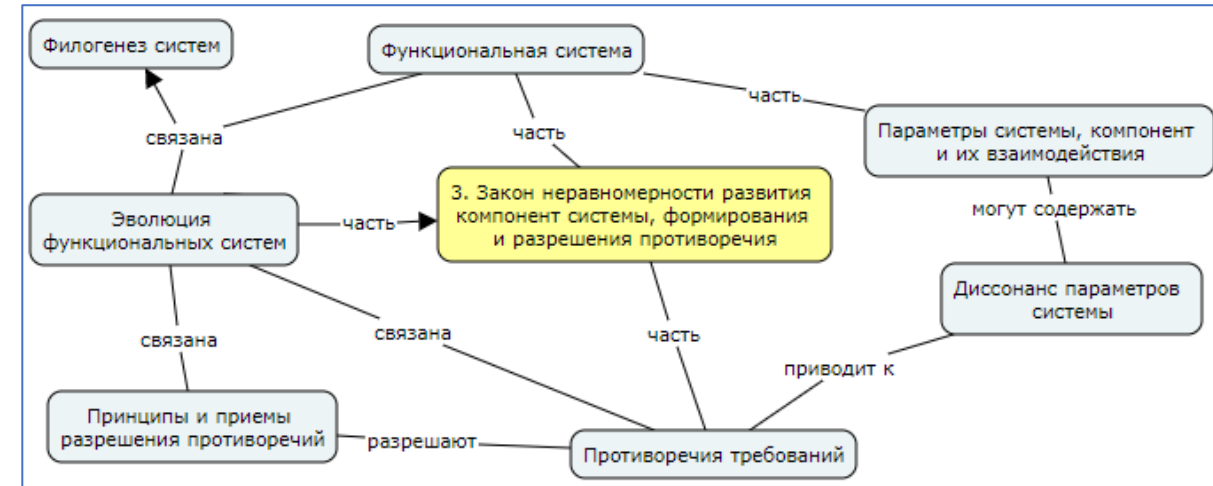 Филогенез систем
Функциональная система
часть
связана
часть
Параметры системы, компонент
и их взаимодействия
3. Закон неравномерности развития
компонент системы, формирования
и разрешения противоречия
Эволюция
функциональных систем
часть
могут содержать
Диссонанс параметров
системы
связана
связана
часть
приводит к
Принципы и приемы
разрешения противоречий
разрешают
Противоречия требований